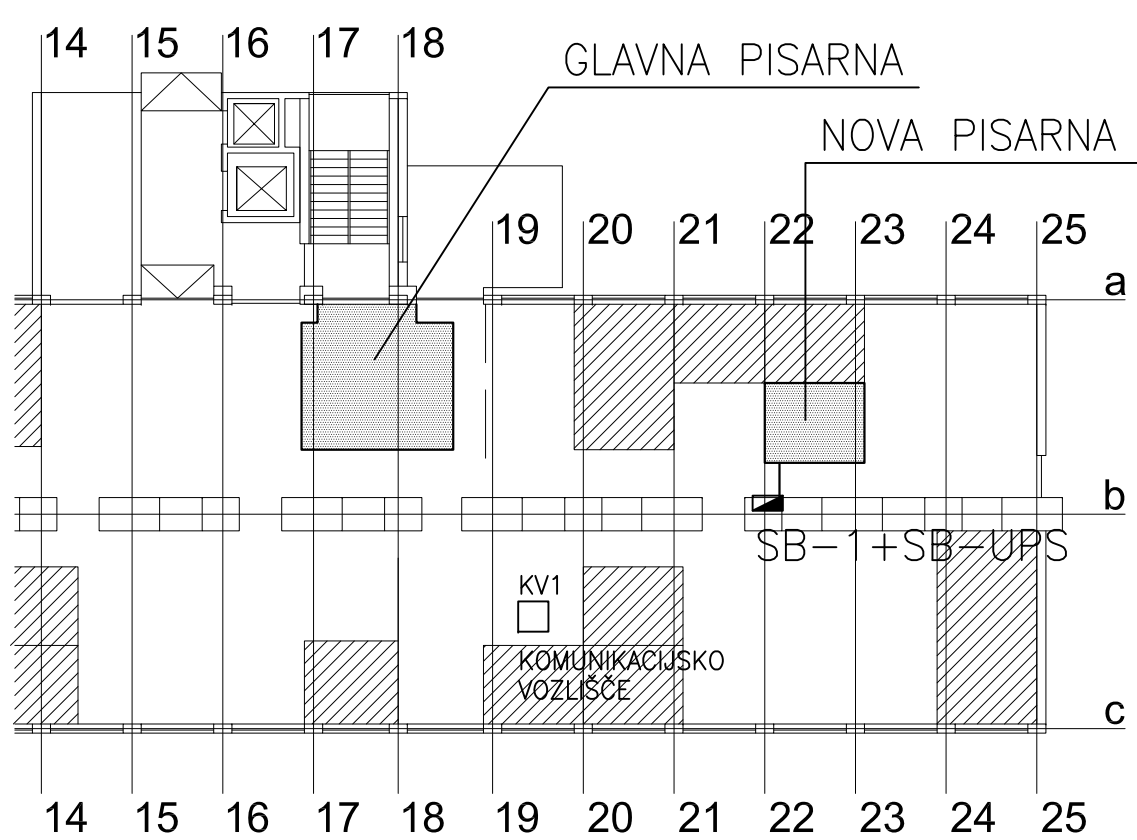 14 15 16 17 18
GLAVNA PISARNA
NOVA PISARNA
19 20 21 22 23 24 25
a
b
SB-1+SB-UPS
KV1
KOMUNIKACIJSKO
VOZLIŠČE
c
14 15 16 17 18 19 20 21 22 23 24 25